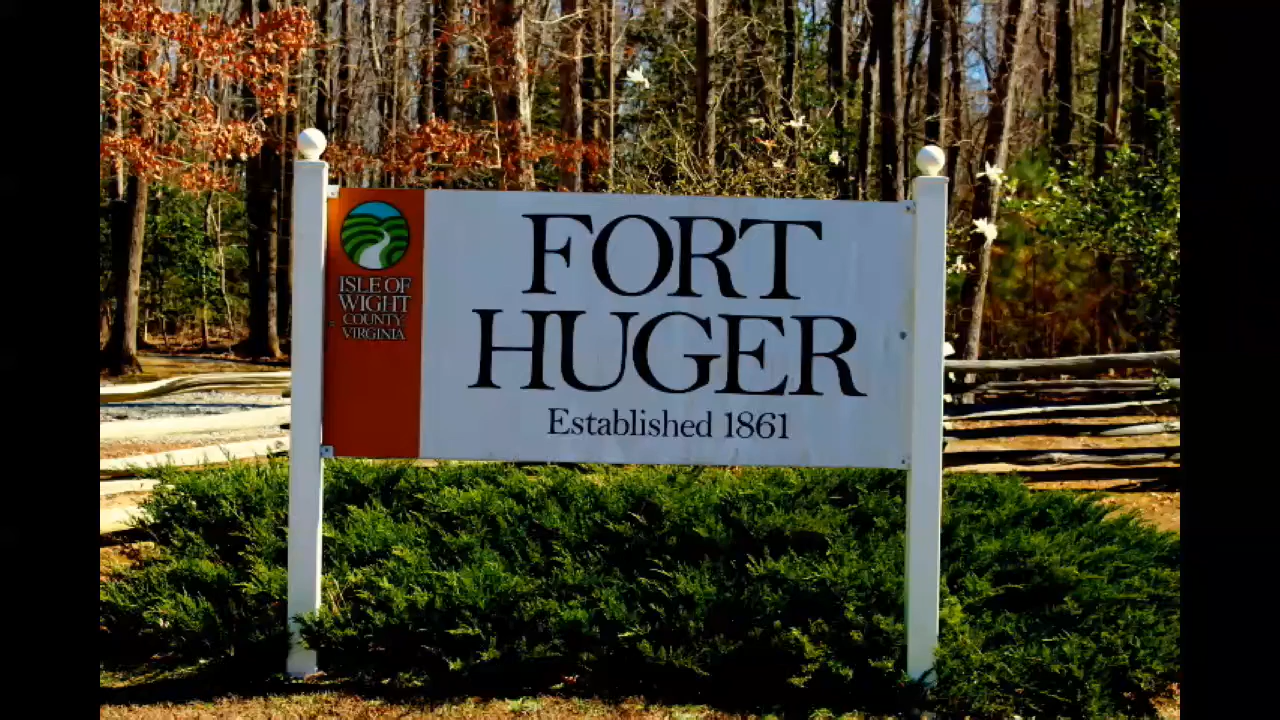 ISLE OF
WIGHT
COUNTY
VIRGINIA
FORT
HUGER
Established 1861